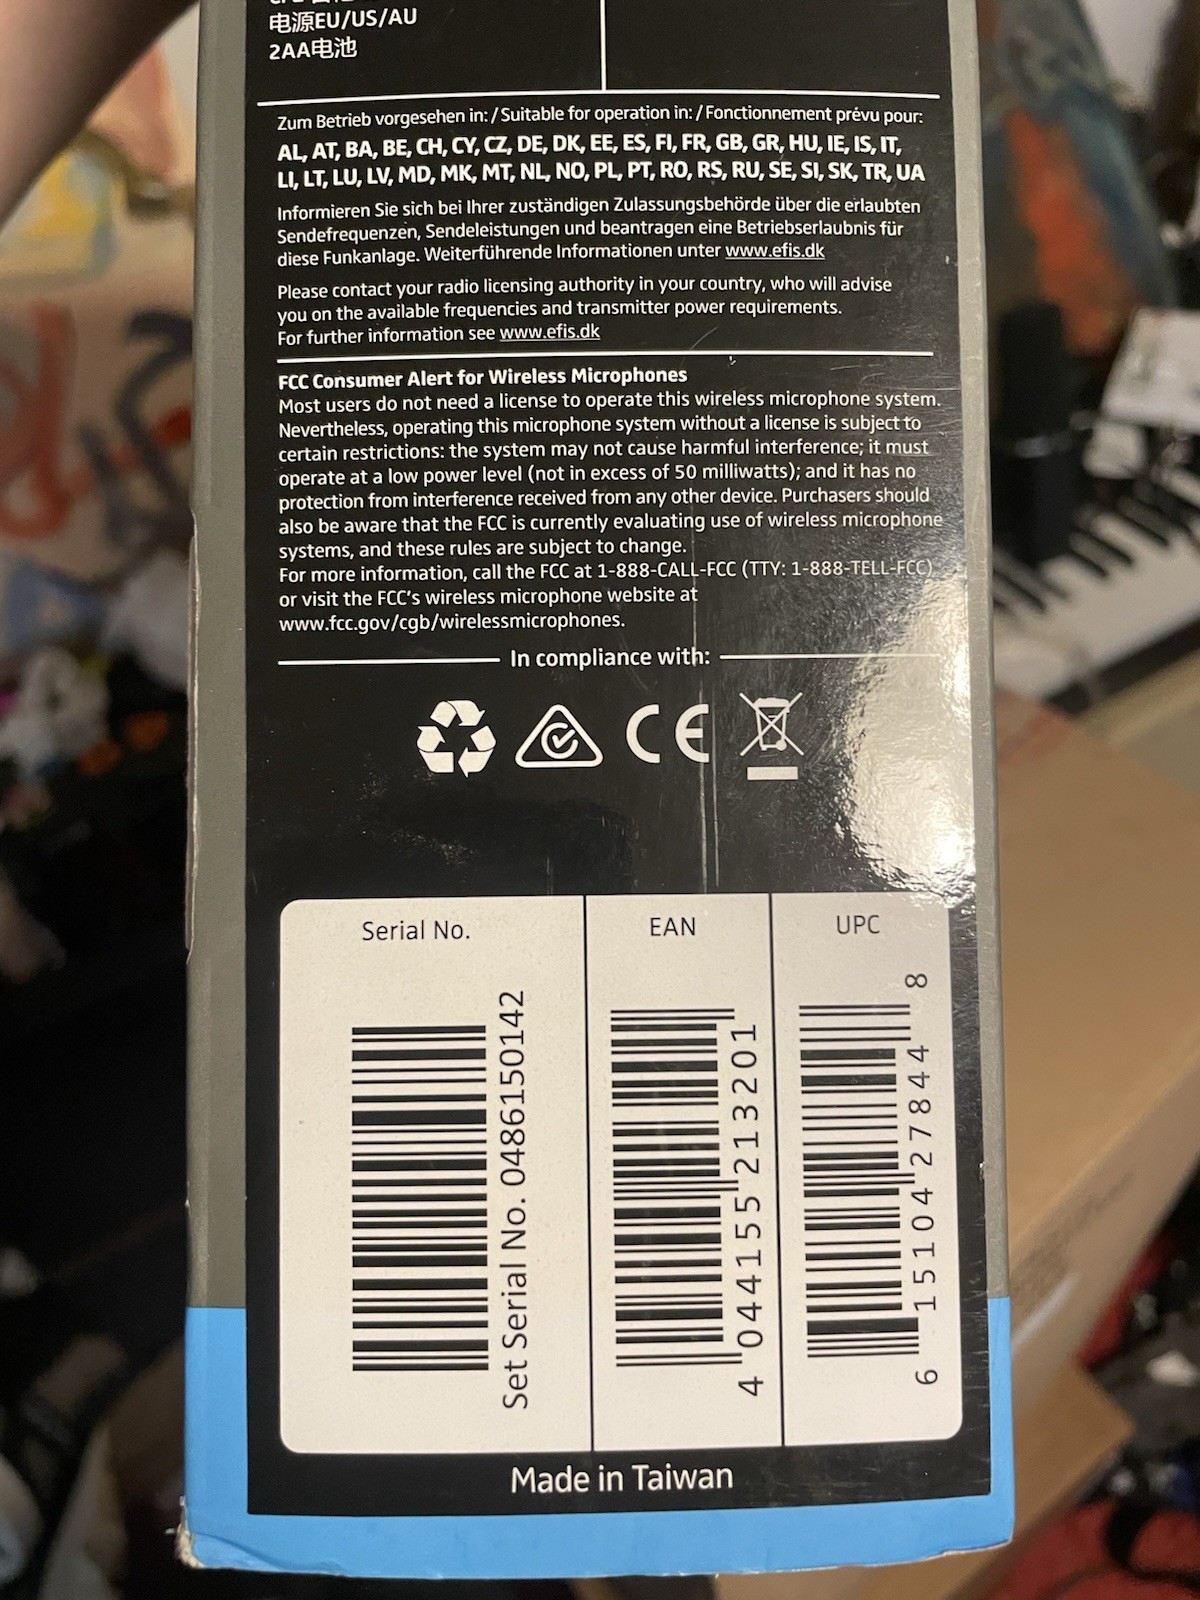 电源EU/US/AU
2AA电池
Zum Betrieb vorgesehen in: / Suitable for operation in: / Fonctionnement prévu pour:
AL, AT, BA, BE, CH, CY, CZ, DE, DK, EE, ES, FI, FR, GB, GR, HU, IE, IS, IT,
LI, LT, LU, LV, MD, MK, MT, NL, NO, PL, PT, RO, RS, RU, SE, SI, SK, TR, UA
Informieren Sie sich bei Ihrer zuständigen Zulassungsbehörde über die erlaubten
Sendefrequenzen, Sendeleistungen und beantragen eine Betriebserlaubnis für
diese Funkanlage. Weiterführende Informationen unter www.efis.dk
Please contact your radio licensing authority in your country, who will advise
you on the available frequencies and transmitter power requirements.
For further information see www.efis.dk
FCC Consumer Alert for Wireless Microphones
Most users do not need a license to operate this wireless microphone system.
Nevertheless, operating this microphone system without a license is subject to
certain restrictions: the system may not cause harmful interference; it must
operate at a low power level (not in excess of 50 milliwatts); and it has no
protection from interference received from any other device. Purchasers should
also be aware that the FCC is currently evaluating use of wireless microphone
systems, and these rules are subject to change.
For more information, call the FCC at 1-888-CALL-FCC (TTY: 1-888-TELL-FCC)
or visit the FCC's wireless microphone website at
www.fcc.gov/cgb/wirelessmicrophones.
In compliance with:
CE
Serial No.
Set Serial No. 0486150142
EAN
4 044155 213201
UPC
6 15104 27844 8
Made in Taiwan